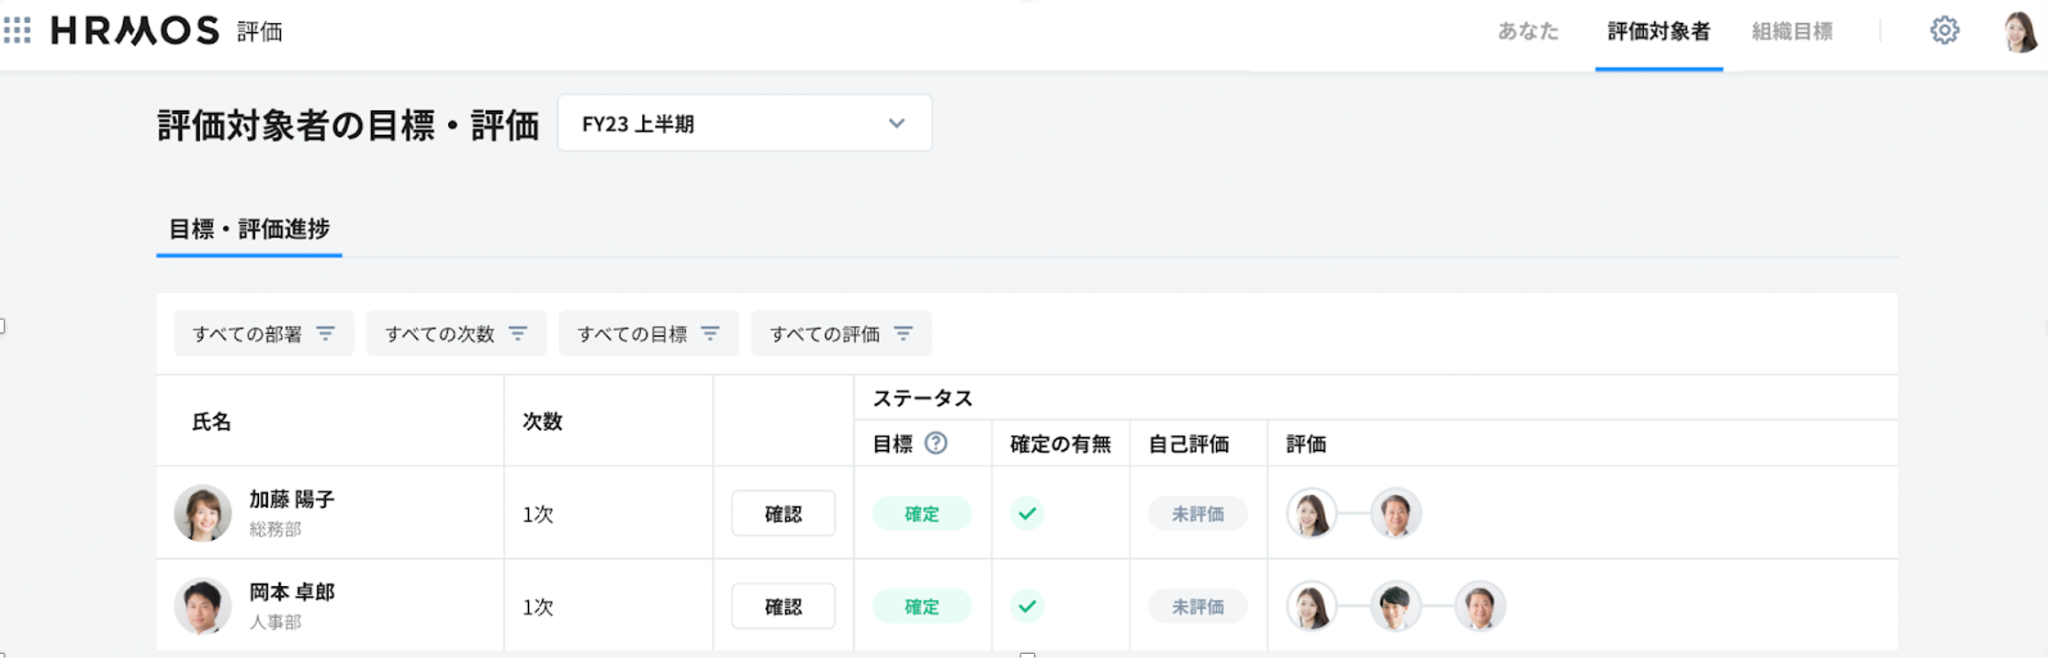 HRMOS 評価
あなた 評価対象者 組織目標
評価対象者の目標・評価 FY23 上半期
目標・評価進捗
すべての部署 すべての次数 すべての目標 すべての評価
氏名 次数 ステータス
目標 ? 確定の有無 自己評価 評価
加藤 陽子
総務部
1次 確認 確定 未評価
岡本 卓郎
人事部
1次 確認 確定 未評価